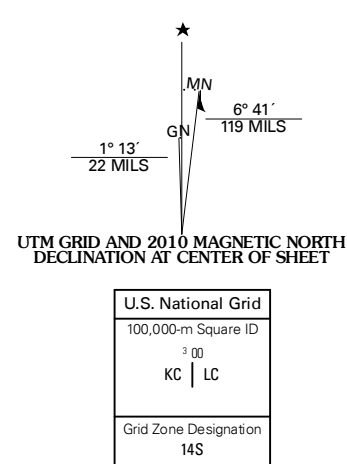 MN
GN
6° 41´
119 MILS
1° 13´
22 MILS
UTM GRID AND 2010 MAGNETIC NORTH
DECLINATION AT CENTER OF SHEET
U.S. National Grid
100,000-m Square ID
3 00
KC LC
Grid Zone Designation
14S